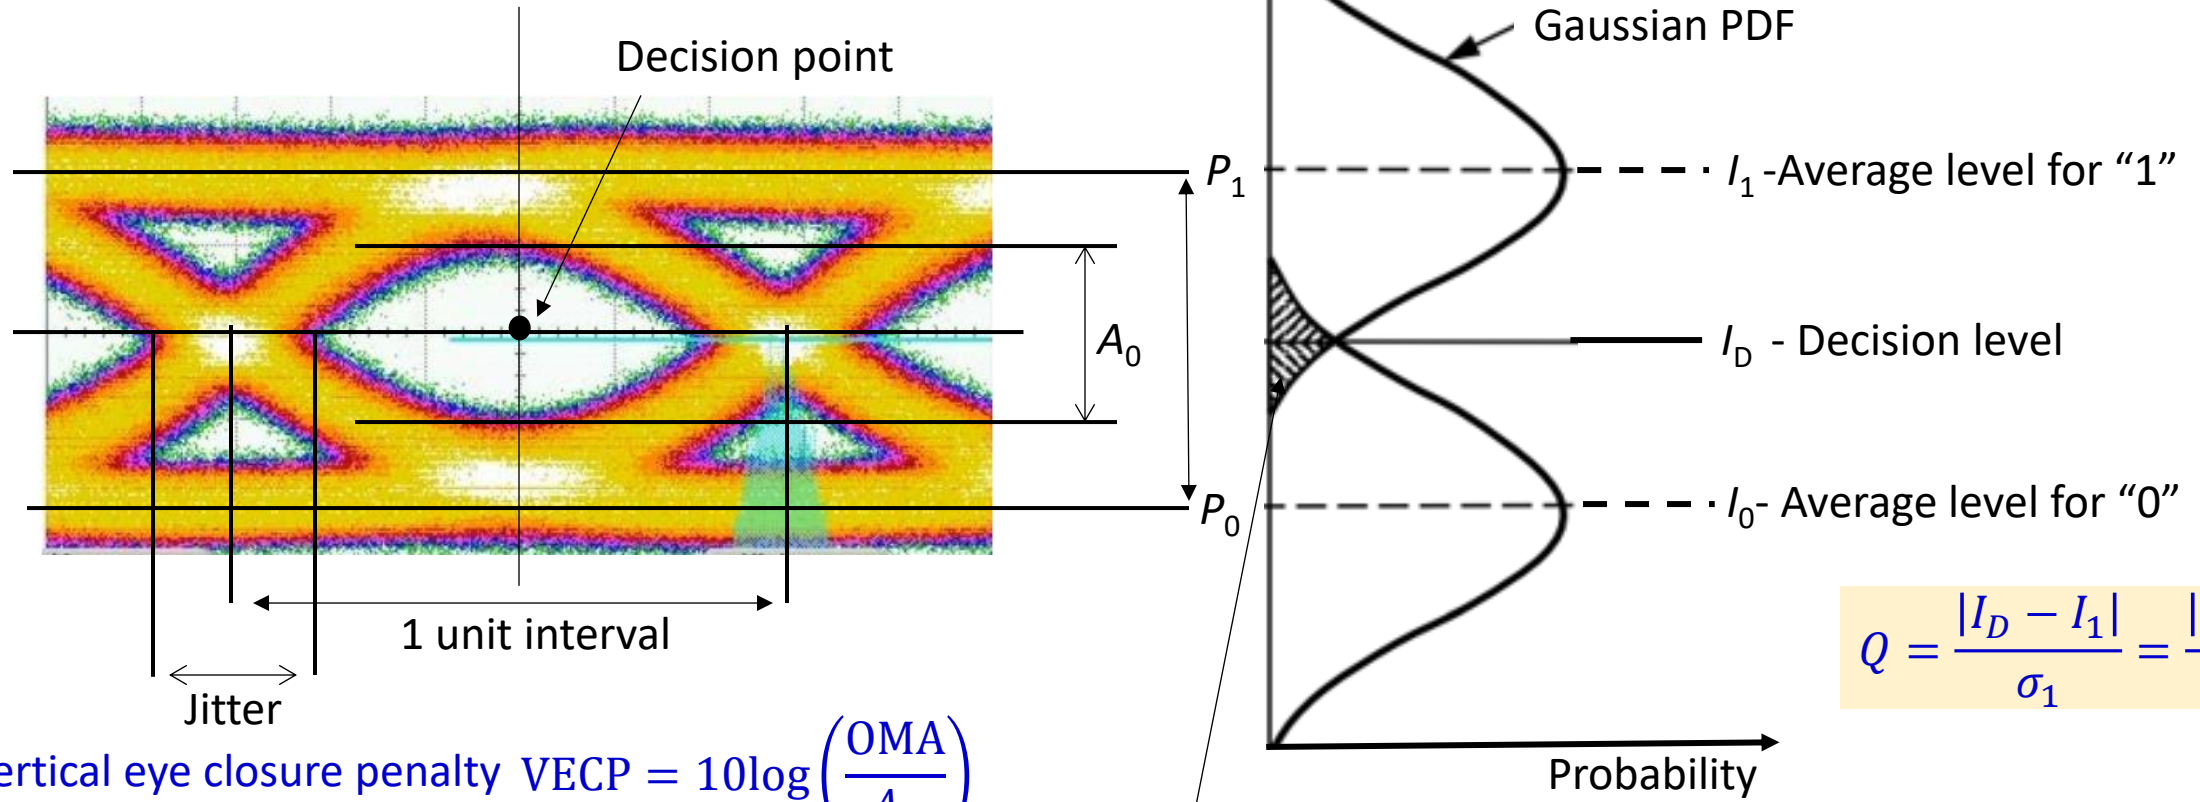 Decision point
Gaussian PDF
P1
I1 -Average level for “1”
A0
ID - Decision level
P0
I0- Average level for “0”
1 unit interval
Jitter
Q = |ID − I1| / σ1 = |
ertical eye closure penalty VECP = 10log(OMA / A
Probability